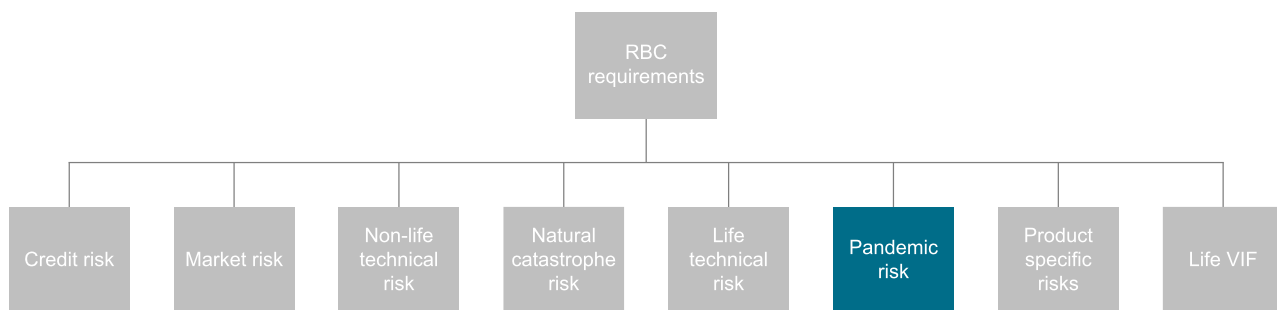 RBC
requirements
Credit risk
Market risk
Non-life
technical
risk
Natural
catastrophe
risk
Life
technical
risk
Pandemic
risk
Product
specific
risks
Life VIF